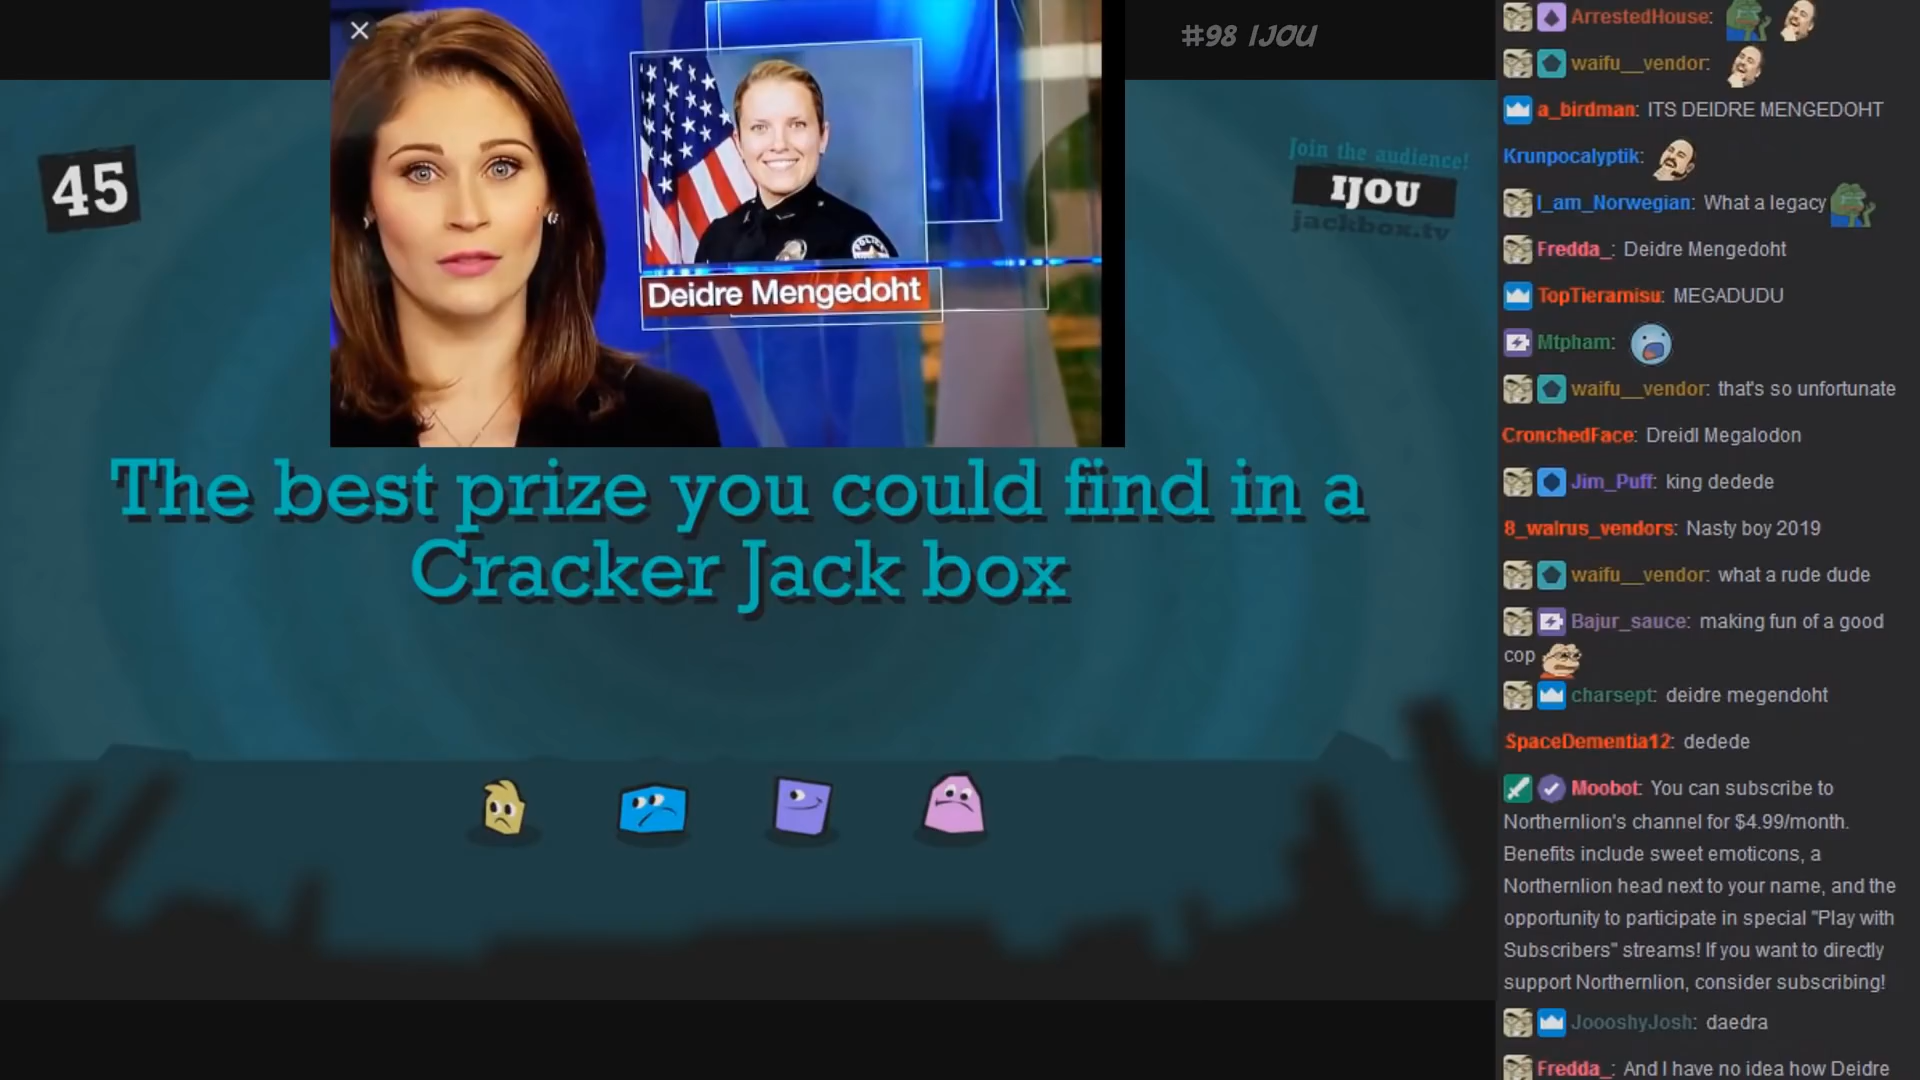 #98 IJOU
45
Join the audience!
IJOU
jackbox.tv
POLICE
Deidre Mengedoht
The best prize you could find in a
Cracker Jack box
ArrestedHouse:
waifu__vendor:
a_birdman: ITS DEIDRE MENGEDOHT
Krunpocalyptik:
I_am_Norwegian: What a legacy
Fredda_: Deidre Mengedoht
TopTieramisu: MEGADUDU
Mtpham:
waifu__vendor: that's so unfortunate
CronchedFace: Dreidl Megalodon
Jim_Puff: king dedede
8_walrus_vendors: Nasty boy 2019
waifu__vendor: what a rude dude
Bajur_sauce: making fun of a good
cop
charsept: deidre megendoht
SpaceDementia12: dedede
Moobot: You can subscribe to
Northernlion's channel for $4.99/month.
Benefits include sweet emoticons, a
Northernlion head next to your name, and the
opportunity to participate in special "Play with
Subscribers" streams! If you want to directly
support Northernlion, consider subscribing!
JoooshyJosh: daedra
Fredda_: And I have no idea how Deidre